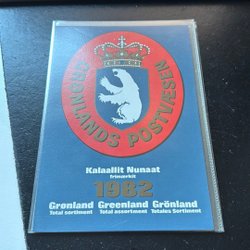 GRØNLANDS POSTVÆSEN
Kalaallit Nunaat
frimærkit
1982
Grønland Greenland Grönland
Total sortiment Total assortment Totales Sortiment